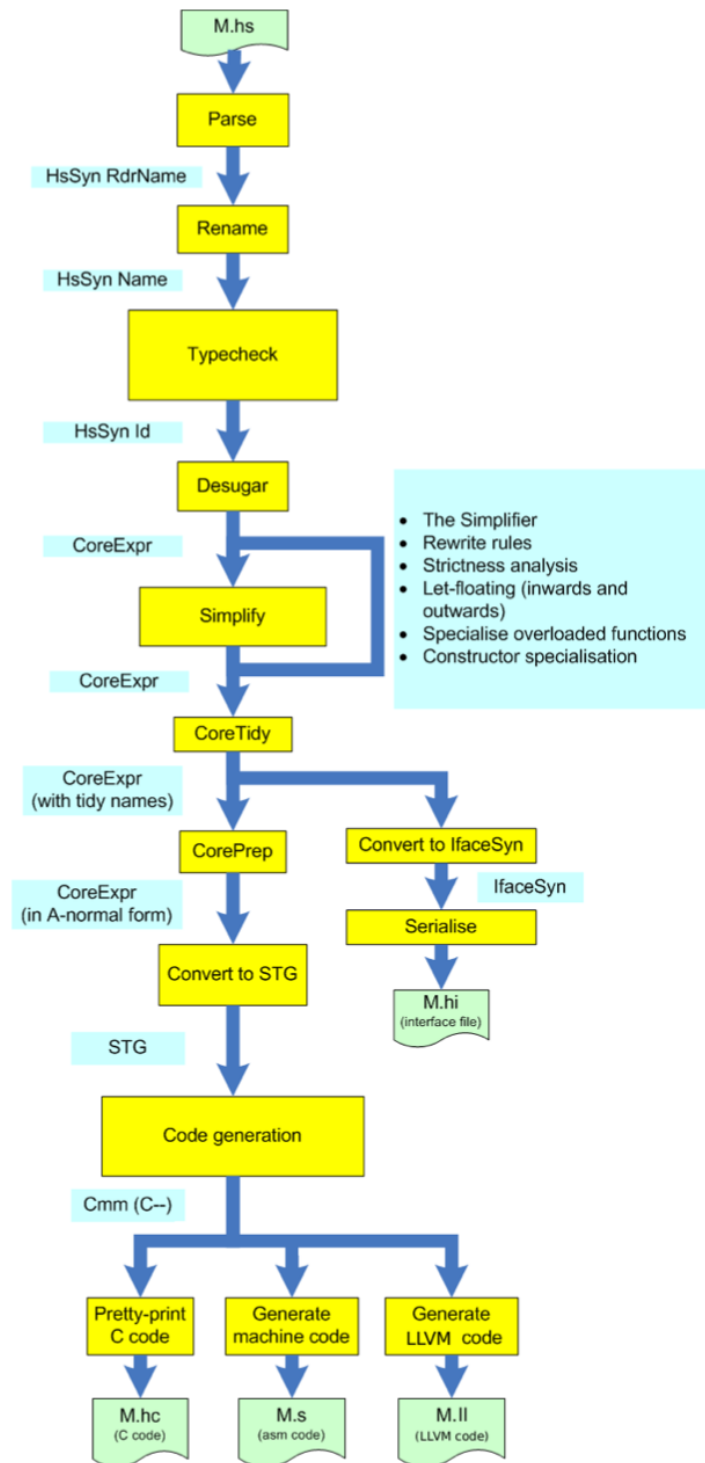 M.hs
Parse
HsSyn RdrName
Rename
HsSyn Name
Typecheck
HsSyn Id
Desugar
CoreExpr
Simplify
CoreExpr
• The Simplifier
• Rewrite rules
• Strictness analysis
• Let-floating (inwards and
outwards)
• Specialise overloaded functions
• Constructor specialisation
CoreTidy
CoreExpr
(with tidy names)
CorePrep
Convert to IfaceSyn
IfaceSyn
CoreExpr
(in A-normal form)
Serialise
Convert to STG
M.hi
(interface file)
STG
Code generation
Cmm (C--)
Pretty-print
C code
Generate
machine code
Generate
LLVM code
M.hc
(C code)
M.s
(asm code)
M.ll
(LLVM code)